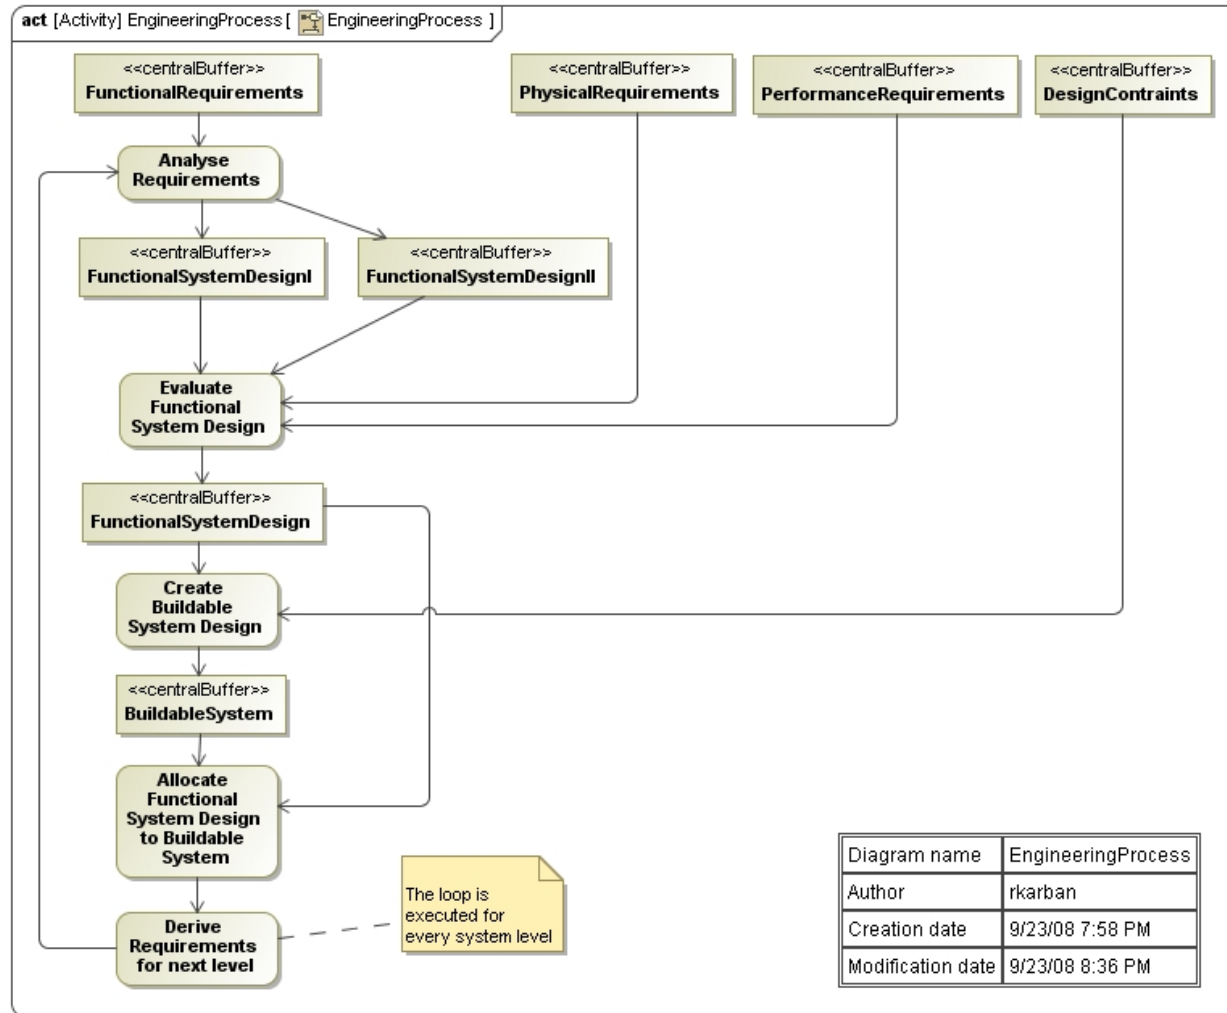 act [Activity] EngineeringProcess [ EngineeringProcess ]
<<centralBuffer>>
FunctionalRequirements
<<centralBuffer>>
PhysicalRequirements
<<centralBuffer>>
PerformanceRequirements
<<centralBuffer>>
DesignContraints
Analyse
Requirements
<<centralBuffer>>
FunctionalSystemDesignI
<<centralBuffer>>
FunctionalSystemDesignII
Evaluate
Functional
System Design
<<centralBuffer>>
FunctionalSystemDesign
Create
Buildable
System Design
<<centralBuffer>>
BuildableSystem
Allocate
Functional
System Design
to Buildable
System
Derive
Requirements
for next level
The loop is
executed for
every system level
Diagram name EngineeringProcess
Author rkarban
Creation date 9/23/08 7:58 PM
Modification date 9/23/08 8:36 PM